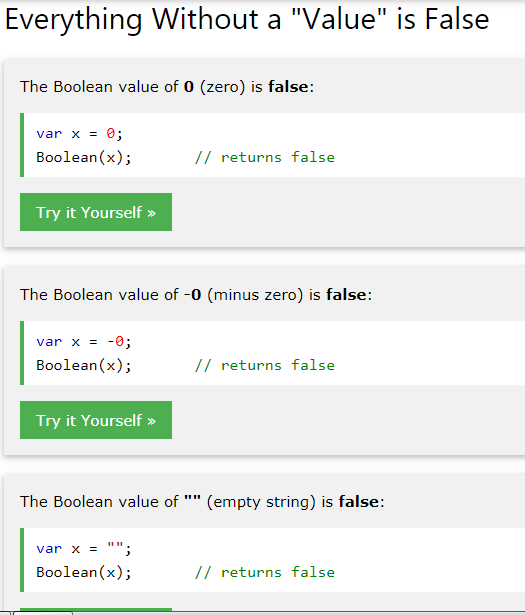 Everything Without a "Value" is False
The Boolean value of 0 (zero) is false:
var x = 0;
Boolean(x);       // returns false
Try it Yourself »
The Boolean value of -0 (minus zero) is false:
var x = -0;
Boolean(x);       // returns false
Try it Yourself »
The Boolean value of "" (empty string) is false:
var x = "";
Boolean(x);       // returns false